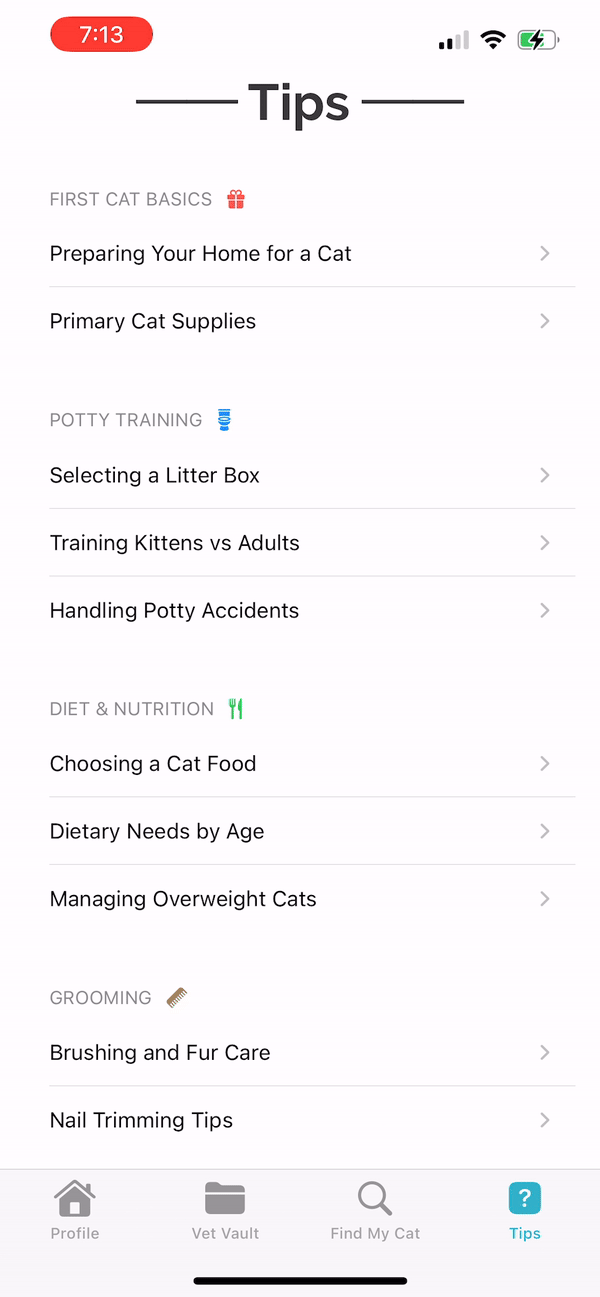 7:13
Tips
FIRST CAT BASICS
Preparing Your Home for a Cat
Primary Cat Supplies
POTTY TRAINING
Selecting a Litter Box
Training Kittens vs Adults
Handling Potty Accidents
DIET & NUTRITION
Choosing a Cat Food
Dietary Needs by Age
Managing Overweight Cats
GROOMING
Brushing and Fur Care
Nail Trimming Tips
?
Profile Vet Vault Find My Cat Tips